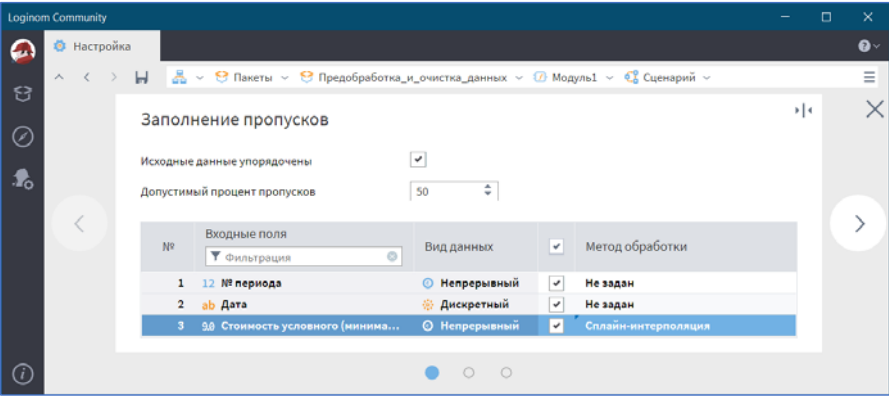 Loginom Community
Настройка
Пакеты Предобработка_и_очистка_данных Модуль1 Сценарий
Заполнение пропусков
Исходные данные упорядочены
Допустимый процент пропусков 50
№ Входные поля Вид данных Метод обработки
Фильтрация
1 12 № периода Непрерывный Не задан
2 ab Дата Дискретный Не задан
3 9.0 Стоимость условного (минима... Непрерывный Сплайн-интерполяция